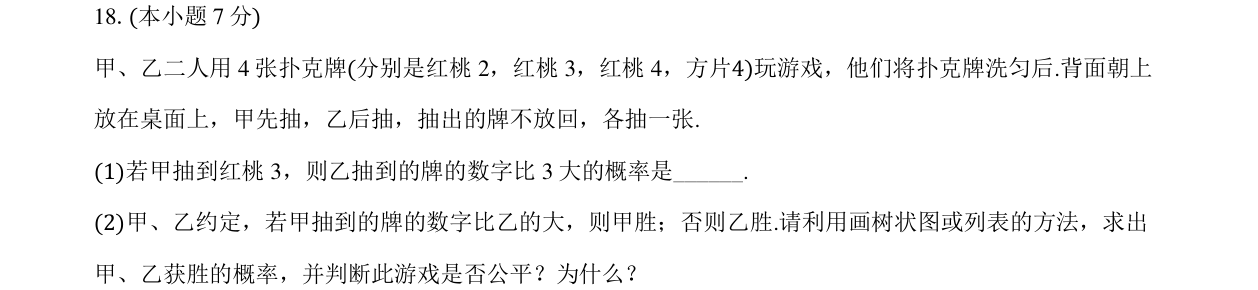 18. (本小题 7 分)
甲、乙二人用 4 张扑克牌(分别是红桃 2，红桃 3，红桃 4，方片4)玩游戏，他们将扑克牌洗匀后.背面朝上
放在桌面上，甲先抽，乙后抽，抽出的牌不放回，各抽一张.
(1)若甲抽到红桃 3，则乙抽到的牌的数字比 3 大的概率是______.
(2)甲、乙约定，若甲抽到的牌的数字比乙的大，则甲胜；否则乙胜.请利用画树状图或列表的方法，求出
甲、乙获胜的概率，并判断此游戏是否公平？为什么？